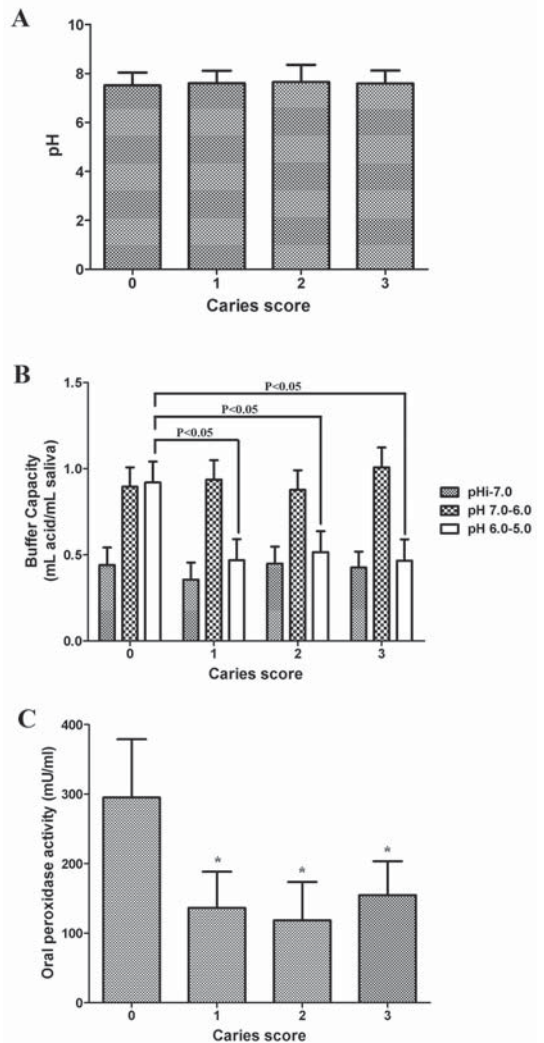 A
10
8
6
4
2
0
pH
0 1 2 3
Caries score
B
1.5
1.0
0.5
0.0
Buffer Capacity
(mL acid/mL saliva)
P<0.05
P<0.05
P<0.05
pHi-7.0
pH 7.0-6.0
pH 6.0-5.0
0 1 2 3
Caries score
C
400
300
200
100
0
Oral peroxidase activity (mU/ml)
* * *
0 1 2 3
Caries score